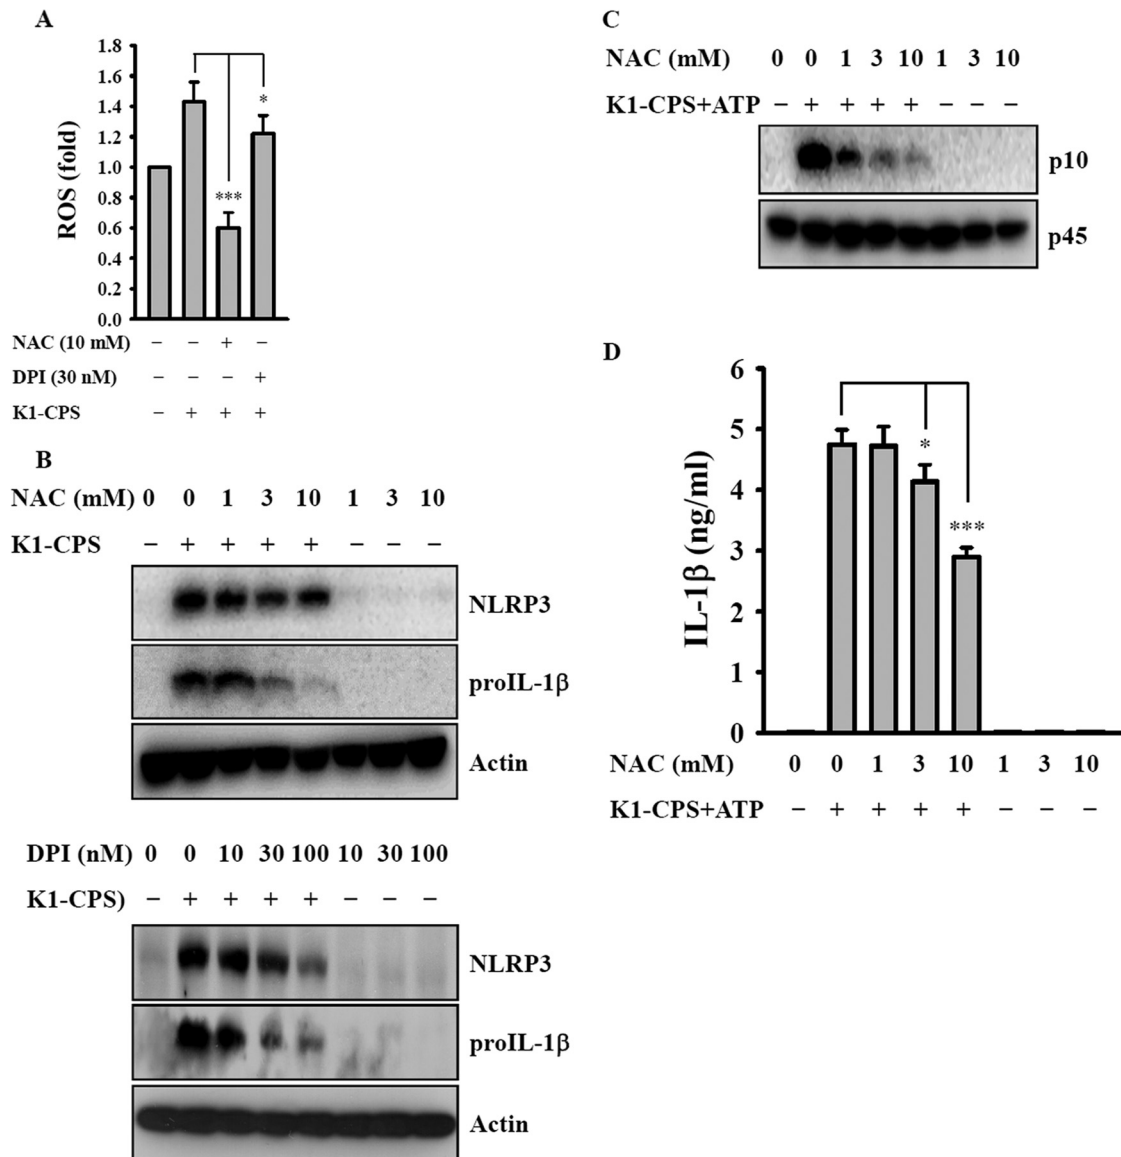 A
1.8
1.6
1.4
1.2
1.0
0.8
0.6
0.4
0.2
0.0
ROS (fold)
***
*
NAC (10 mM) − − + −
DPI (30 nM) − − − +
K1-CPS − + + +
B
NAC (mM) 0 0 1 3 10 1 3 10
K1-CPS − + + + + − − −
NLRP3
proIL-1β
Actin
DPI (nM) 0 0 10 30 100 10 30 100
K1-CPS) − + + + + − − −
NLRP3
proIL-1β
Actin
C
NAC (mM) 0 0 1 3 10 1 3 10
K1-CPS+ATP − + + + + − − −
p10
p45
D
6
5
4
3
2
1
0
IL-1β (ng/ml)
*
***
NAC (mM) 0 0 1 3 10 1 3 10
K1-CPS+ATP − + + + + − − −